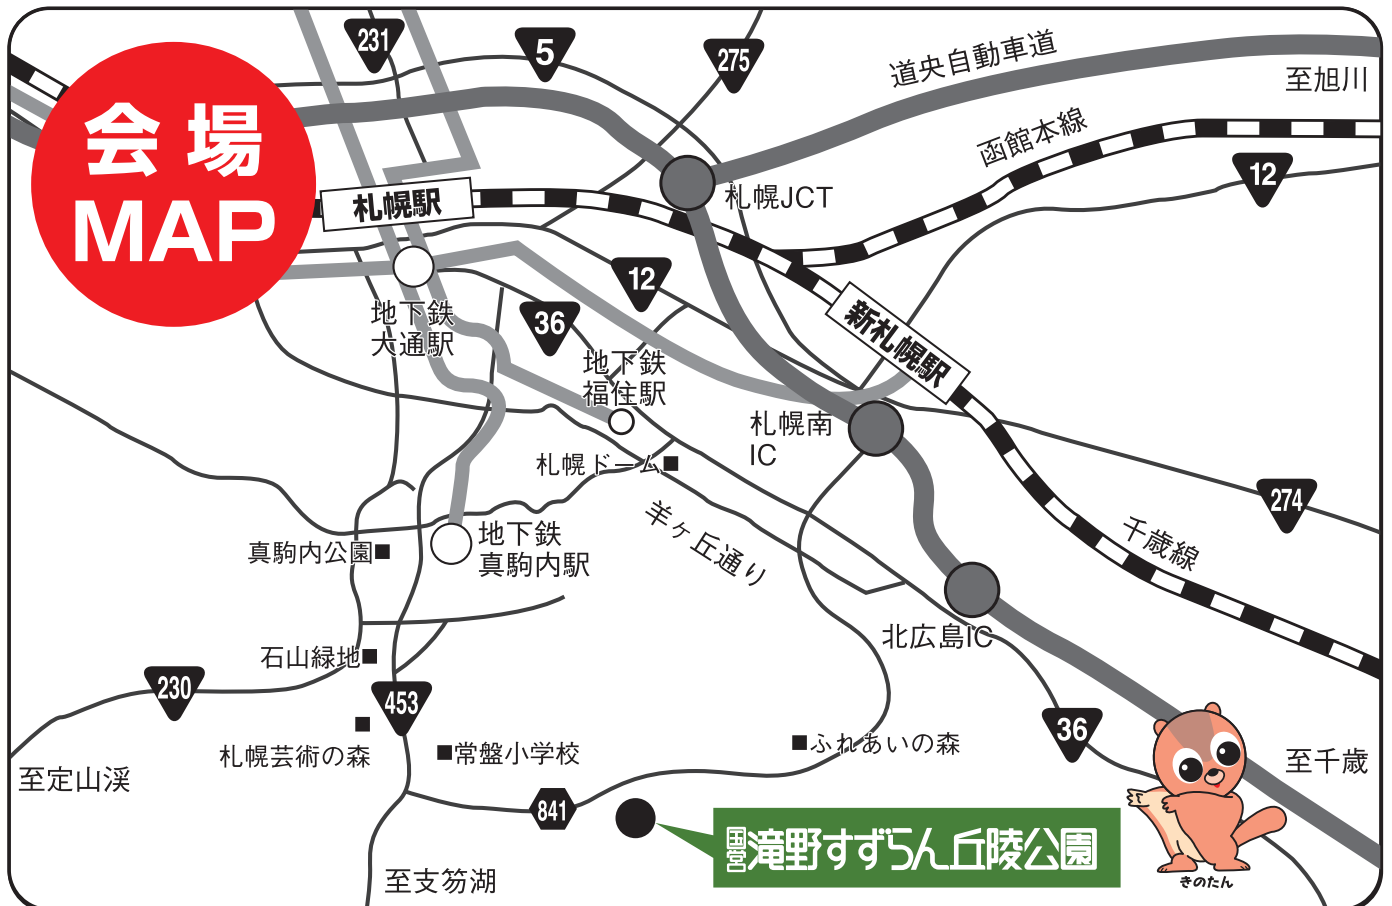 会場
MAP
231
5
275
道央自動車道
至旭川
函館本線
12
札幌駅
札幌JCT
12
36
地下鉄
大通駅
新札幌駅
地下鉄
福住駅
札幌南
IC
札幌ドーム
274
羊ヶ丘通り
千歳線
地下鉄
真駒内駅
真駒内公園
北広島IC
石山緑地
230
453
札幌芸術の森
常盤小学校
ふれあいの森
36
至千歳
至定山渓
841
国営滝野すずらん丘陵公園
至支笏湖
きのたん